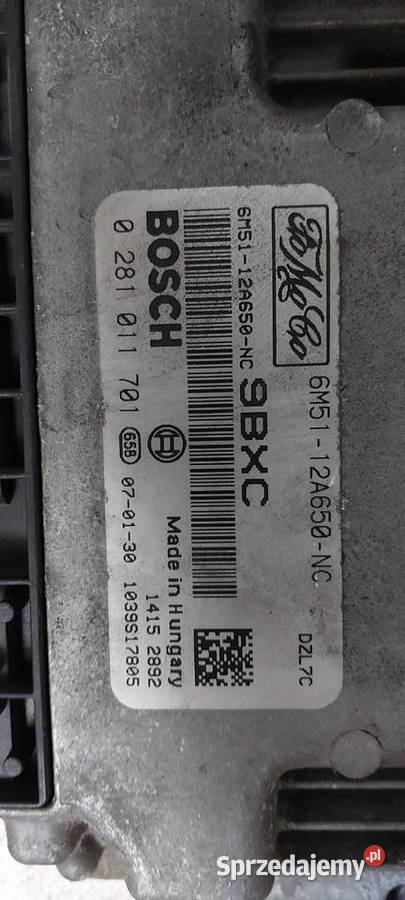 FoMoCo 6M51-12A650-NC DZL7C
6M51-12A650-NC 9BXC
BOSCH Made in Hungary
1415 2892
0 281 011 701 65B 07-01-30 1039S17805
Sprzedajemy.pl